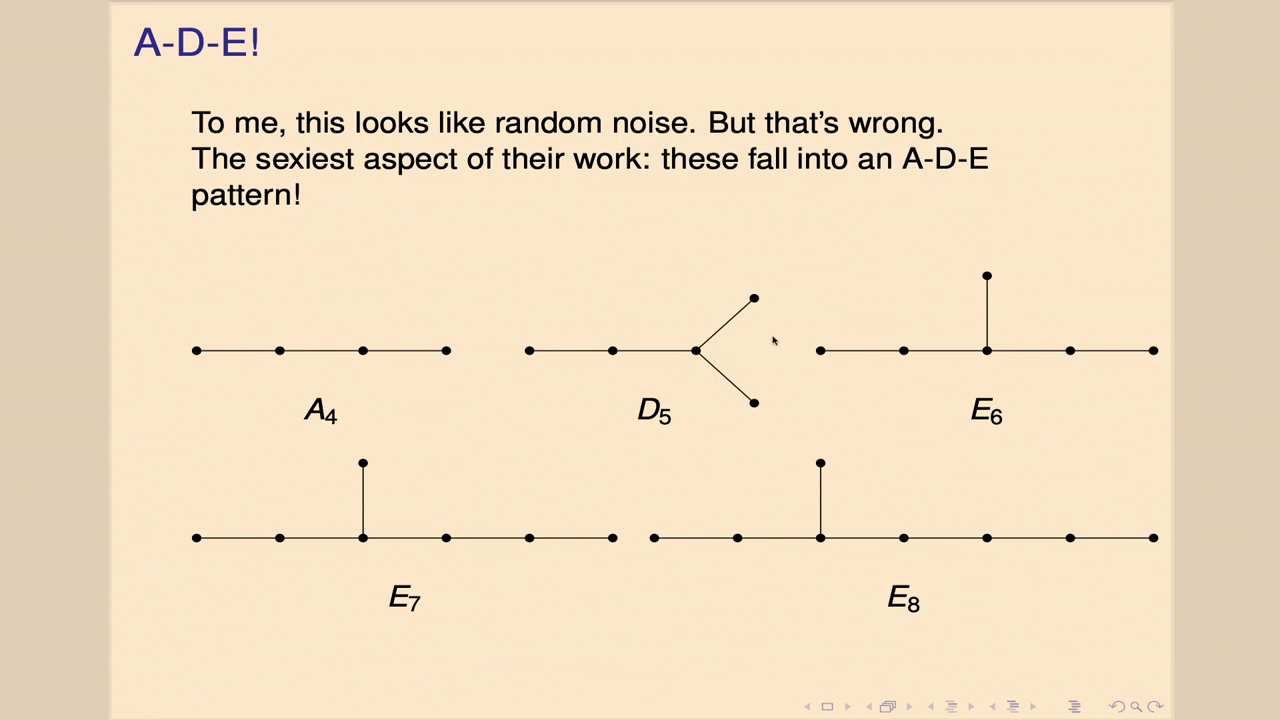 A-D-E!
To me, this looks like random noise. But that's wrong.
The sexiest aspect of their work: these fall into an A-D-E
pattern!
A4
D5
E6
E7
E8